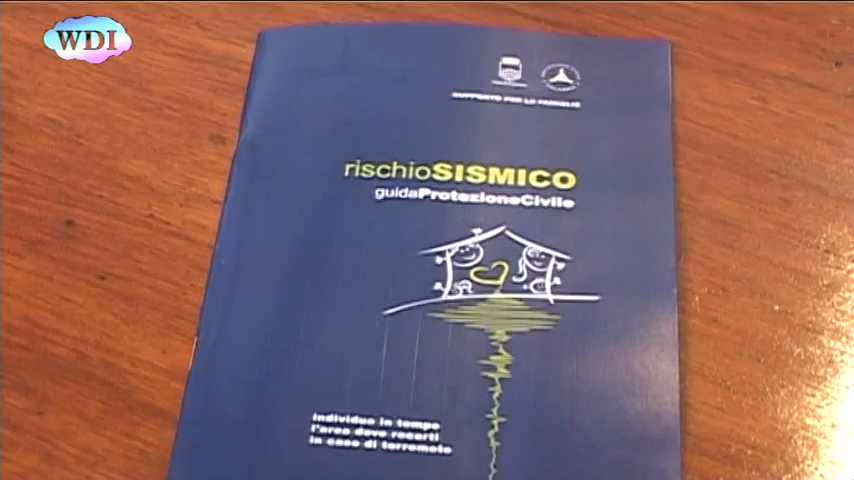 WDI
SUPPORTO PER LE FAMIGLIE
rischioSISMICO
guidaProtezioneCivile
individua in tempo
l'area dove recarti
in caso di terremoto